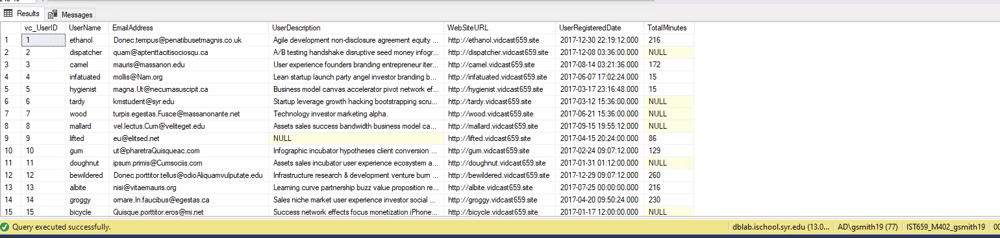 Results Messages
vc_UserID UserName EmailAddress UserDescription WebSiteURL UserRegisteredDate TotalMinutes
1 1 ethanol Donec.tempus@penatibusetmagnis.co.uk Agile development non-disclosure agreement equity ... http://ethanol.vidcast659.site 2017-12-30 22:19:12.000 216
2 2 dispatcher quam@aptenttacitisociosqu.ca A/B testing handshake disruptive seed money infogr... http://dispatcher.vidcast659.site 2017-12-08 03:36:00.000 NULL
3 3 camel mauris@massanon.edu User experience founders branding entrepreneur iter... http://camel.vidcast659.site 2017-08-14 03:21:36.000 172
4 4 infatuated mollis@Nam.org Lean startup launch party angel investor branding b... http://infatuated.vidcast659.site 2017-06-07 17:02:24.000 15
5 5 hygienist magna.Ut@necurnasuscipit.ca Business model canvas accelerator pivot network ef... http://hygienist.vidcast659.site 2017-03-17 23:16:48.000 15
6 6 tardy kmstudent@syr.edu Startup leverage growth hacking bootstrapping scru... http://tardy.vidcast659.site 2017-03-12 15:36:00.000 NULL
7 7 wood turpis.egestas.Fusce@massanonante.net Technology investor marketing alpha. http://wood.vidcast659.site 2017-06-21 15:36:00.000 NULL
8 8 mallard vel.lectus.Cum@veliteget.edu Assets sales success bandwidth business model ca... http://mallard.vidcast659.site 2017-09-15 19:55:12.000 NULL
9 9 lifted eu@elitsed.net NULL http://lifted.vidcast659.site 2017-04-15 20:24:00.000 86
10 10 gum ut@pharetraQuisqueac.com Infographic incubator hypotheses client conversion ... http://gum.vidcast659.site 2017-02-24 09:07:12.000 129
11 11 doughnut ipsum.primis@Cumsociis.com Assets sales incubator user experience ecosystem a... http://doughnut.vidcast659.site 2017-01-31 01:12:00.000 NULL
12 12 bewildered Donec.porttitor.tellus@odioAliquamvulputate.edu Infrastructure research & development venture burn ... http://bewildered.vidcast659.site 2017-12-29 09:07:12.000 260
13 13 albite nisi@vitaemauris.org Learning curve partnership buzz value proposition re... http://albite.vidcast659.site 2017-07-25 00:00:00.000 216
14 14 groggy ornare.In.faucibus@egestas.ca Sales niche market user experience investor social ... http://groggy.vidcast659.site 2017-04-20 09:50:24.000 230
15 15 bicycle Quisque.porttitor.eros@mi.net Success network effects focus monetization iPhone... http://bicycle.vidcast659.site 2017-01-17 12:00:00.000 NULL
Query executed successfully. dblab.ischool.syr.edu (13.0... AD\gsmith19 (77) IST659_M402_gsmith19 00